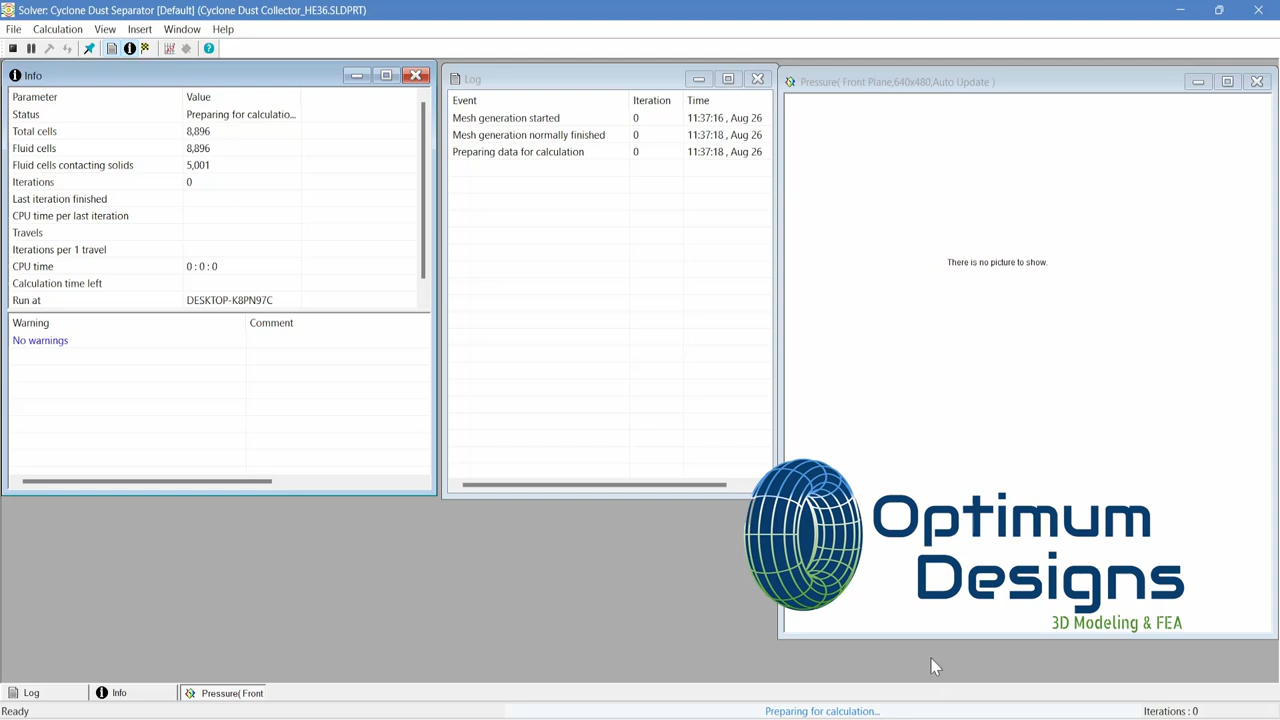 Solver: Cyclone Dust Separator [Default] (Cyclone Dust Collector_HE36.SLDPRT)
File Calculation View Insert Window Help
Info
Parameter Value
Status Preparing for calculatio...
Total cells 8,896
Fluid cells 8,896
Fluid cells contacting solids 5,001
Iterations 0
Last iteration finished
CPU time per last iteration
Travels
Iterations per 1 travel
CPU time 0 : 0 : 0
Calculation time left
Run at DESKTOP-K8PN97C
Warning Comment
No warnings
Log
Event Iteration Time
Mesh generation started 0 11:37:16 , Aug 26
Mesh generation normally finished 0 11:37:18 , Aug 26
Preparing data for calculation 0 11:37:18 , Aug 26
Pressure( Front Plane,640x480,Auto Update )
There is no picture to show.
Optimum
Designs
3D Modeling & FEA
Log Info Pressure( Front
Ready Preparing for calculation... Iterations : 0